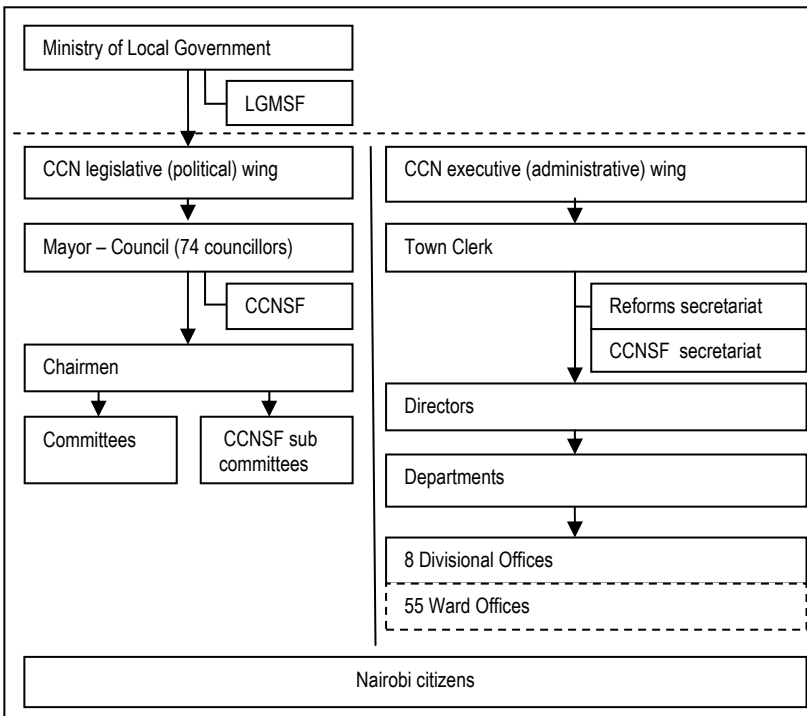 Ministry of Local Government
LGMSF
CCN legislative (political) wing
Mayor – Council (74 councillors)
CCNSF
Chairmen
Committees
CCNSF sub
committees
CCN executive (administrative) wing
Town Clerk
Reforms secretariat
CCNSF secretariat
Directors
Departments
8 Divisional Offices
55 Ward Offices
Nairobi citizens